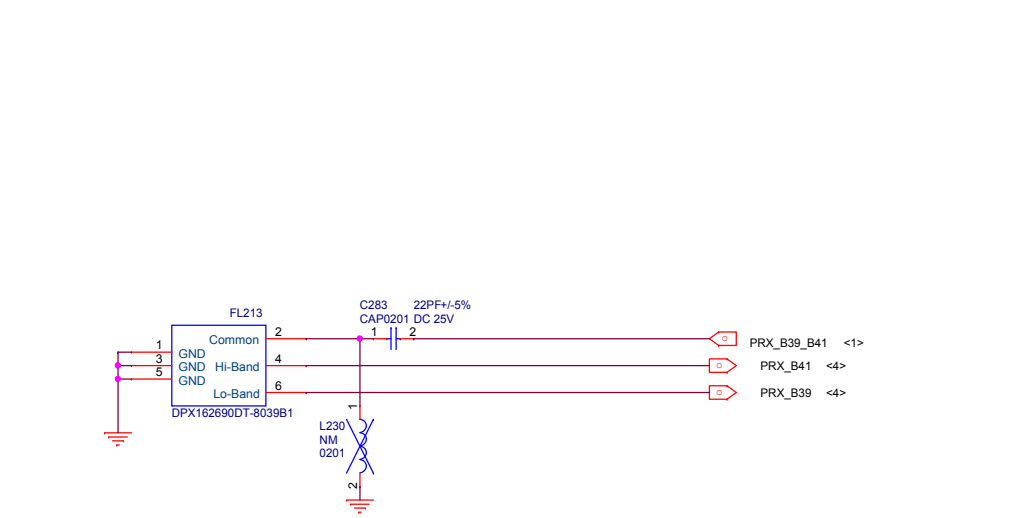 C283 22PF+/-5%
FL213 CAP0201 DC 25V
2 1 2
Common
1 PRX_B39_B41 <1>
GND
3 4
GND Hi-Band PRX_B41 <4>
5
GND
6
Lo-Band PRX_B39 <4>
DPX162690DT-8039B1
1
L230
NM
0201
2